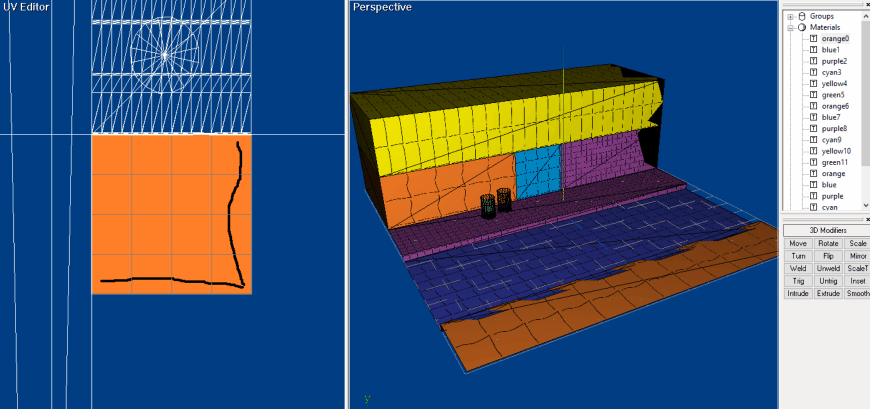 UV Editor
Perspective
Groups
Materials
orange0
blue1
purple2
cyan3
yellow4
green5
orange6
blue7
purple8
cyan9
yellow10
green11
orange
blue
purple
cyan
3D Modifiers
Move Rotate Scale
Turn Flip Mirror
Weld Unweld ScaleT
Trig Untrig Inset
Intrude Extrude Smooth
y